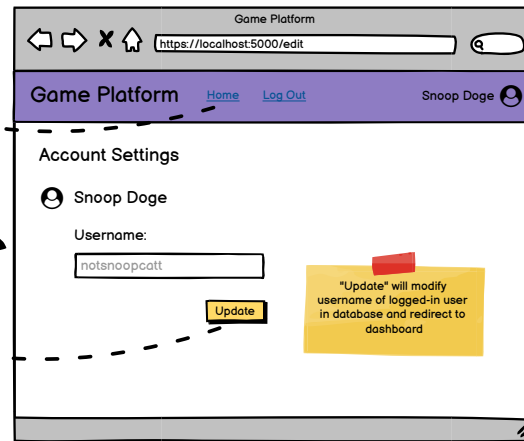 Game Platform
https://localhost:5000/edit
Game Platform Home Log Out Snoop Doge
Account Settings
Snoop Doge
Username:
notsnoopcatt
Update
"Update" will modify
username of logged-in user
in database and redirect to
dashboard